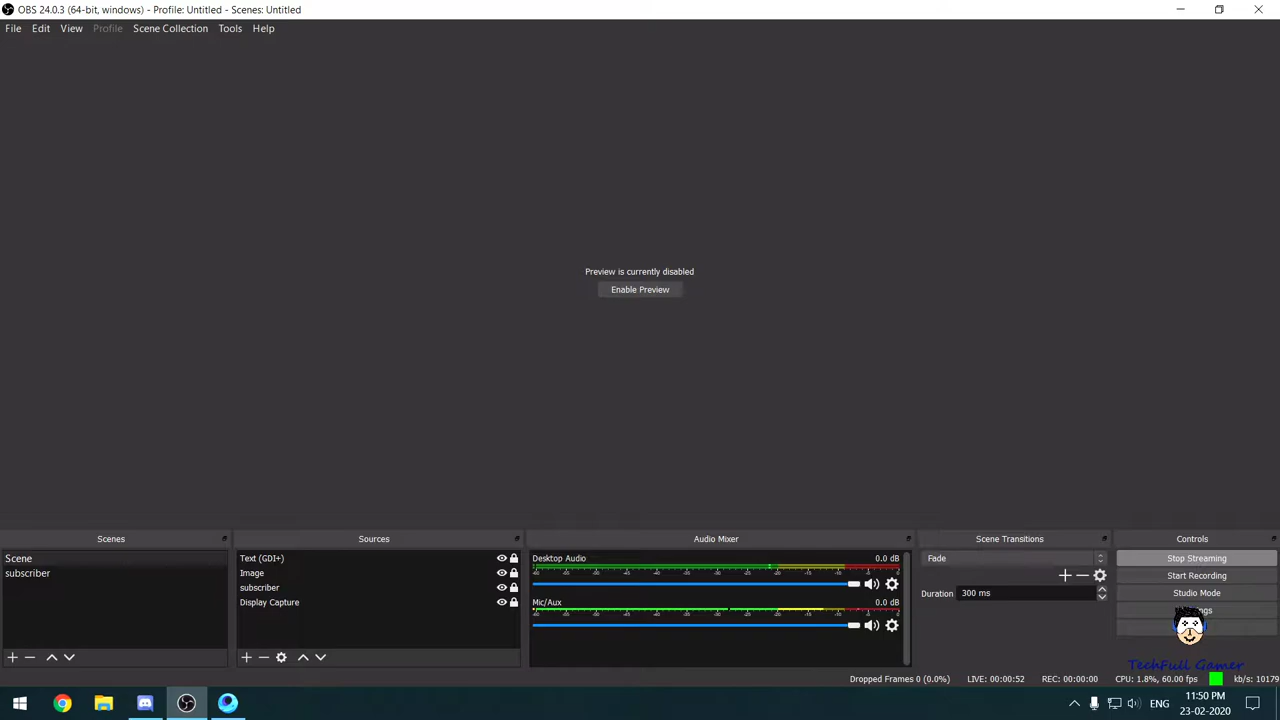 OBS 24.0.3 (64-bit, windows) - Profile: Untitled - Scenes: Untitled
File Edit View Profile Scene Collection Tools Help
Preview is currently disabled
Enable Preview
Scenes
Scene
subscriber
Sources
Text (GDI+)
Image
subscriber
Display Capture
Audio Mixer
Desktop Audio 0.0 dB
Mic/Aux 0.0 dB
Scene Transitions
Fade
Duration 300 ms
Controls
Stop Streaming
Start Recording
Studio Mode
TechFull Gamer
Dropped Frames 0 (0.0%) LIVE: 00:00:52 REC: 00:00:00 CPU: 1.8%, 60.00 fps kb/s: 10179
ENG
11:50 PM
23-02-2020